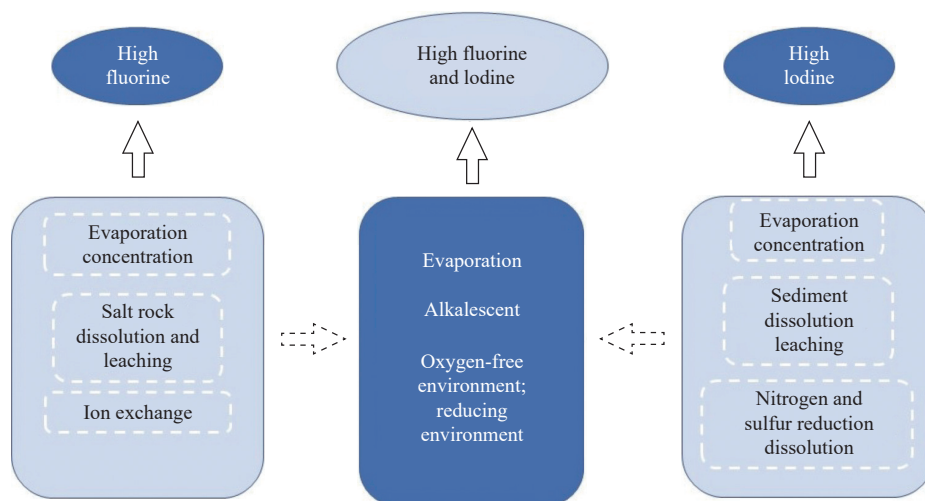 High
fluorine
High fluorine
and Iodine
High
lodine
Evaporation
concentration
Salt rock
dissolution and
leaching
Ion exchange
Evaporation
Alkalescent
Oxygen-free
environment;
reducing
environment
Evaporation
concentration
Sediment
dissolution
leaching
Nitrogen and
sulfur reduction
dissolution